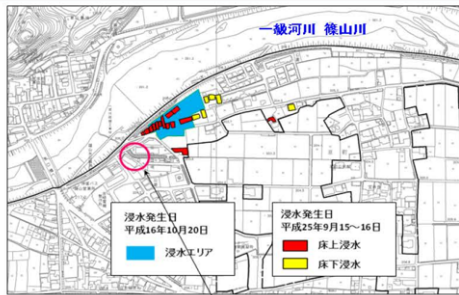 一級河川 篠山川
浸水発生日
平成16年10月20日
浸水エリア
浸水発生日
平成25年9月15～16日
床上浸水
床下浸水